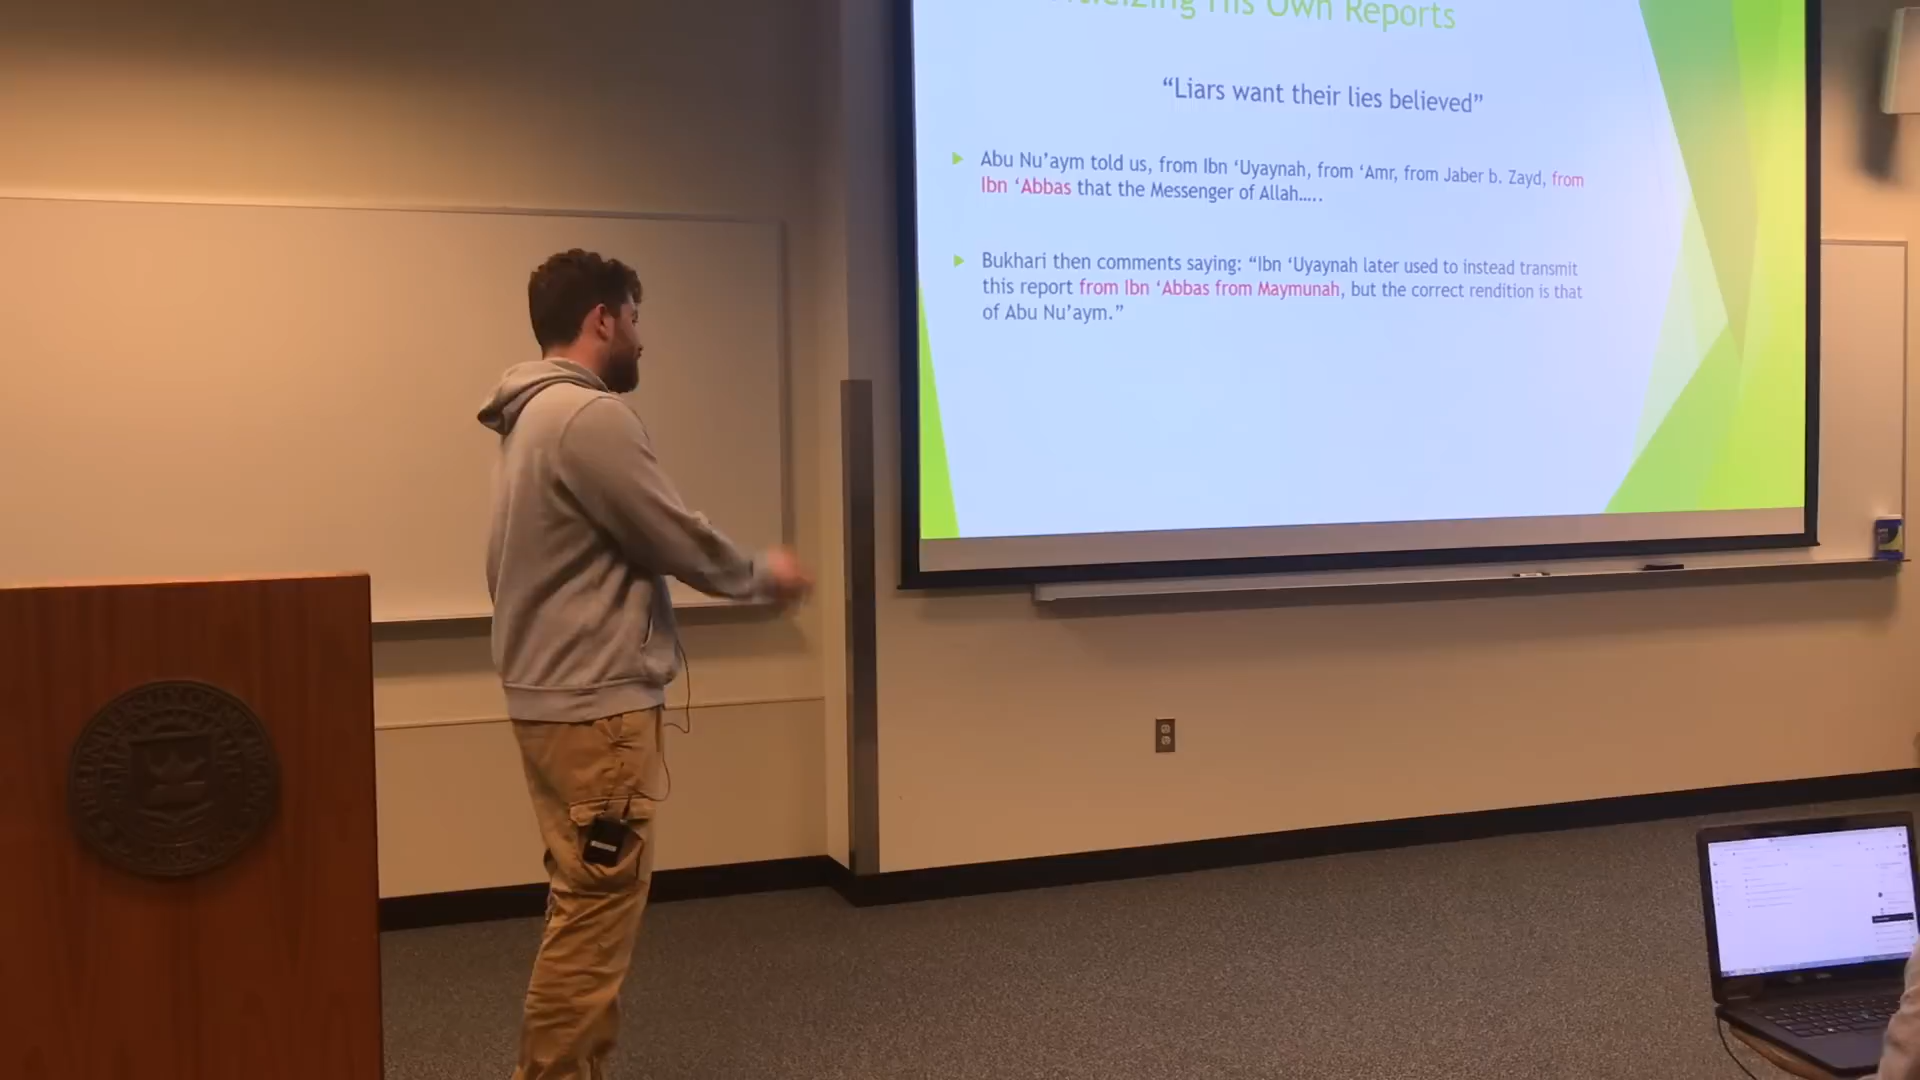 His Own Reports
“Liars want their lies believed”
Abu Nu’aym told us, from Ibn ‘Uyaynah, from ‘Amr, from Jaber b. Zayd, from
Ibn ‘Abbas that the Messenger of Allah…..
Bukhari then comments saying: “Ibn ‘Uyaynah later used to instead transmit
this report from Ibn ‘Abbas from Maymunah, but the correct rendition is that
of Abu Nu’aym.”